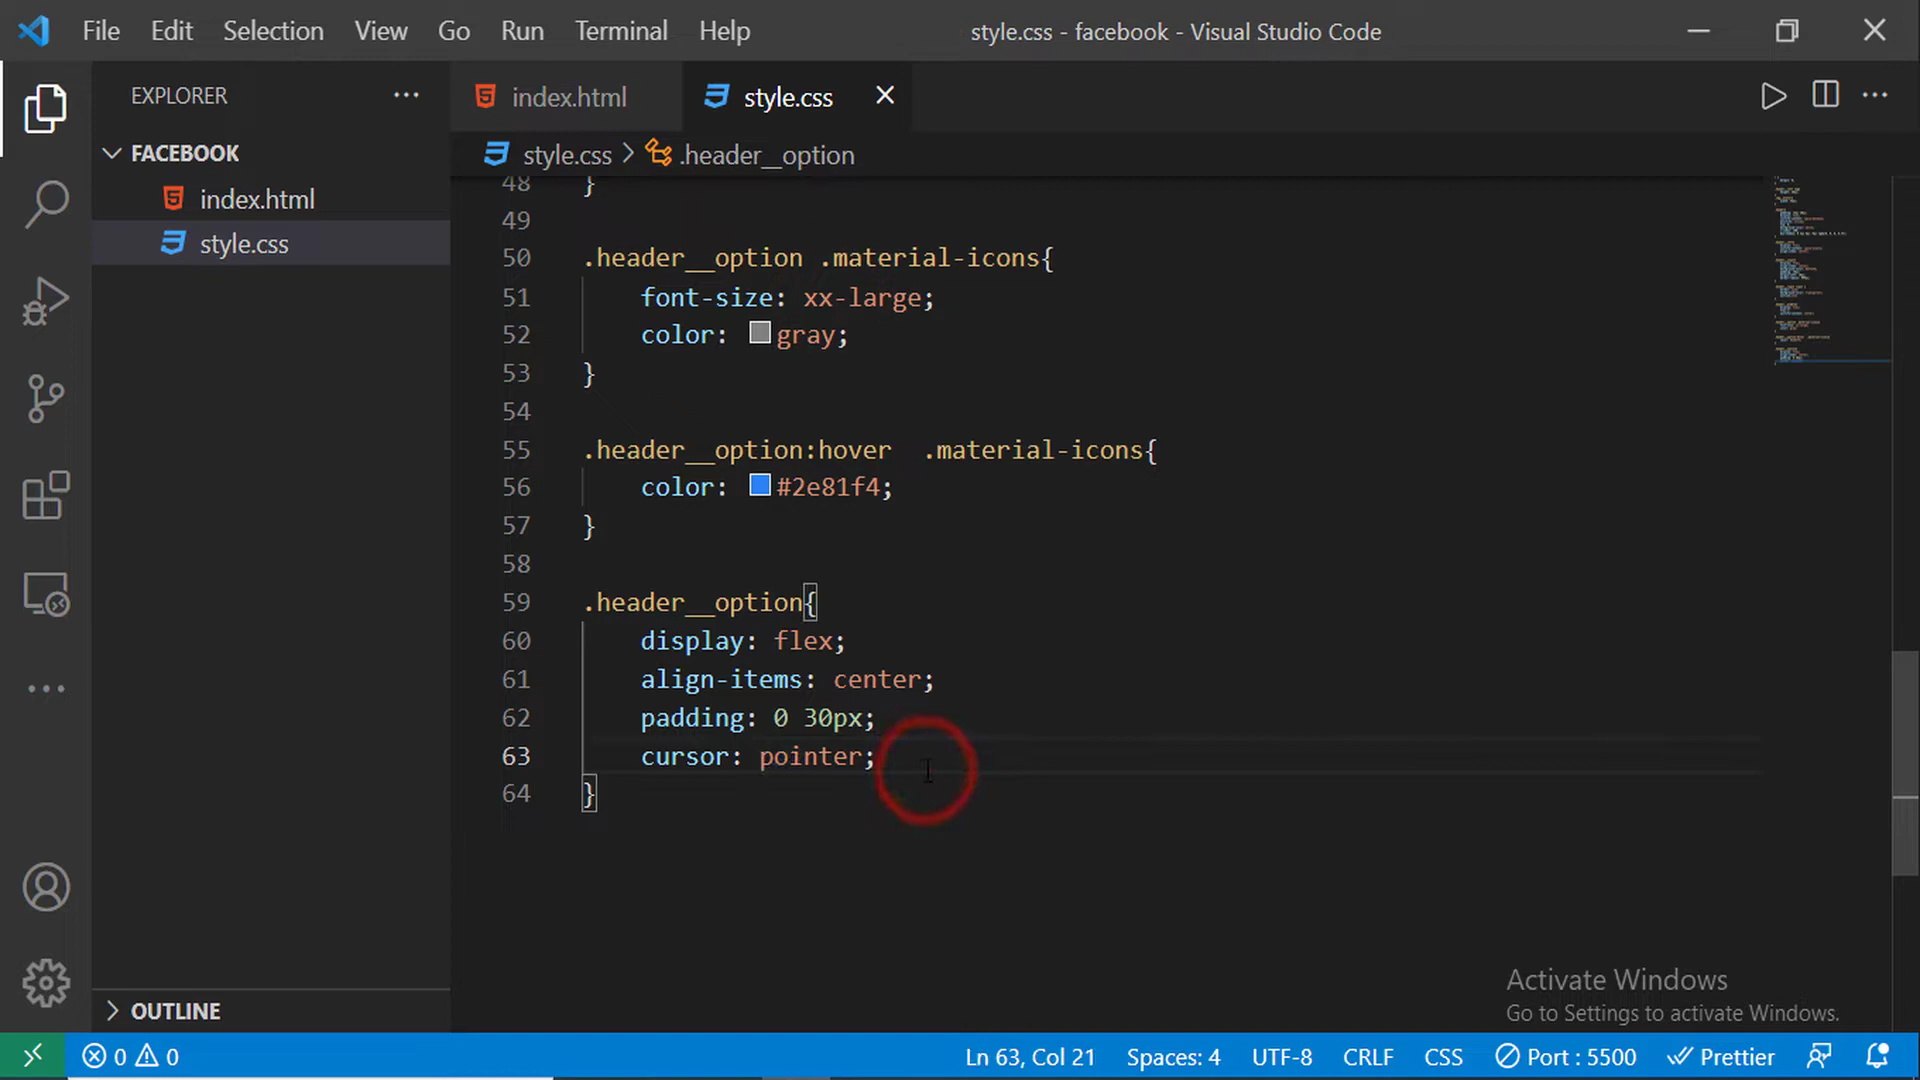 File Edit Selection View Go Run Terminal Help style.css - facebook - Visual Studio Code
EXPLORER ...
index.html style.css
style.css > .header__option
FACEBOOK
index.html
style.css
48 }
49
50 .header__option .material-icons{
51 font-size: xx-large;
52 color: gray;
53 }
54
55 .header__option:hover  .material-icons{
56 color: #2e81f4;
57 }
58
59 .header__option{
60 display: flex;
61 align-items: center;
62 padding: 0 30px;
63 cursor: pointer;
64 }
OUTLINE
Activate Windows
Go to Settings to activate Windows.
0 0 Ln 63, Col 21 Spaces: 4 UTF-8 CRLF CSS Port : 5500 Prettier